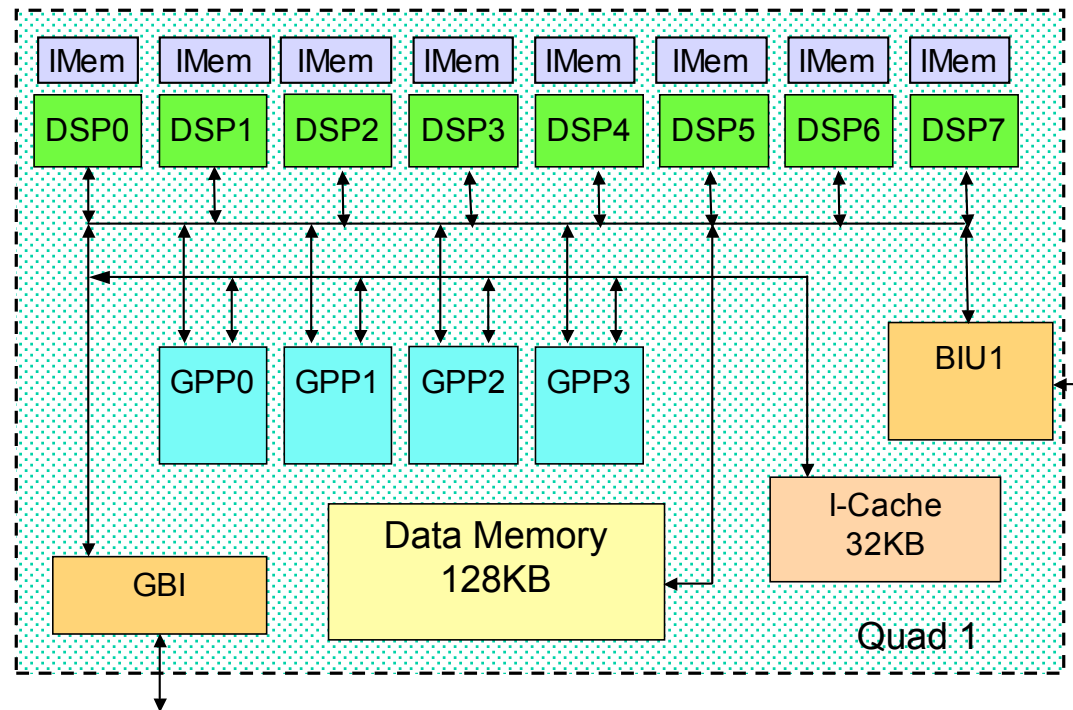 IMem IMem IMem IMem IMem IMem IMem IMem
DSP0 DSP1 DSP2 DSP3 DSP4 DSP5 DSP6 DSP7
GPP0 GPP1 GPP2 GPP3
BIU1
I-Cache
32KB
Data Memory
128KB
GBI
Quad 1